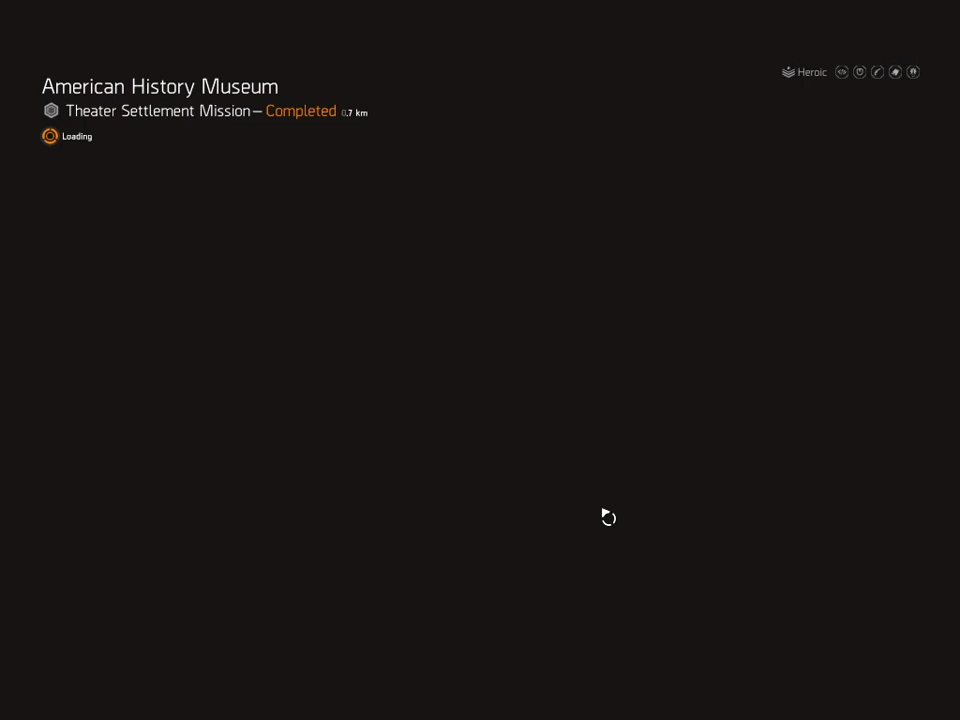 American History Museum
Heroic
Theater Settlement Mission – Completed 0.7 km
Loading